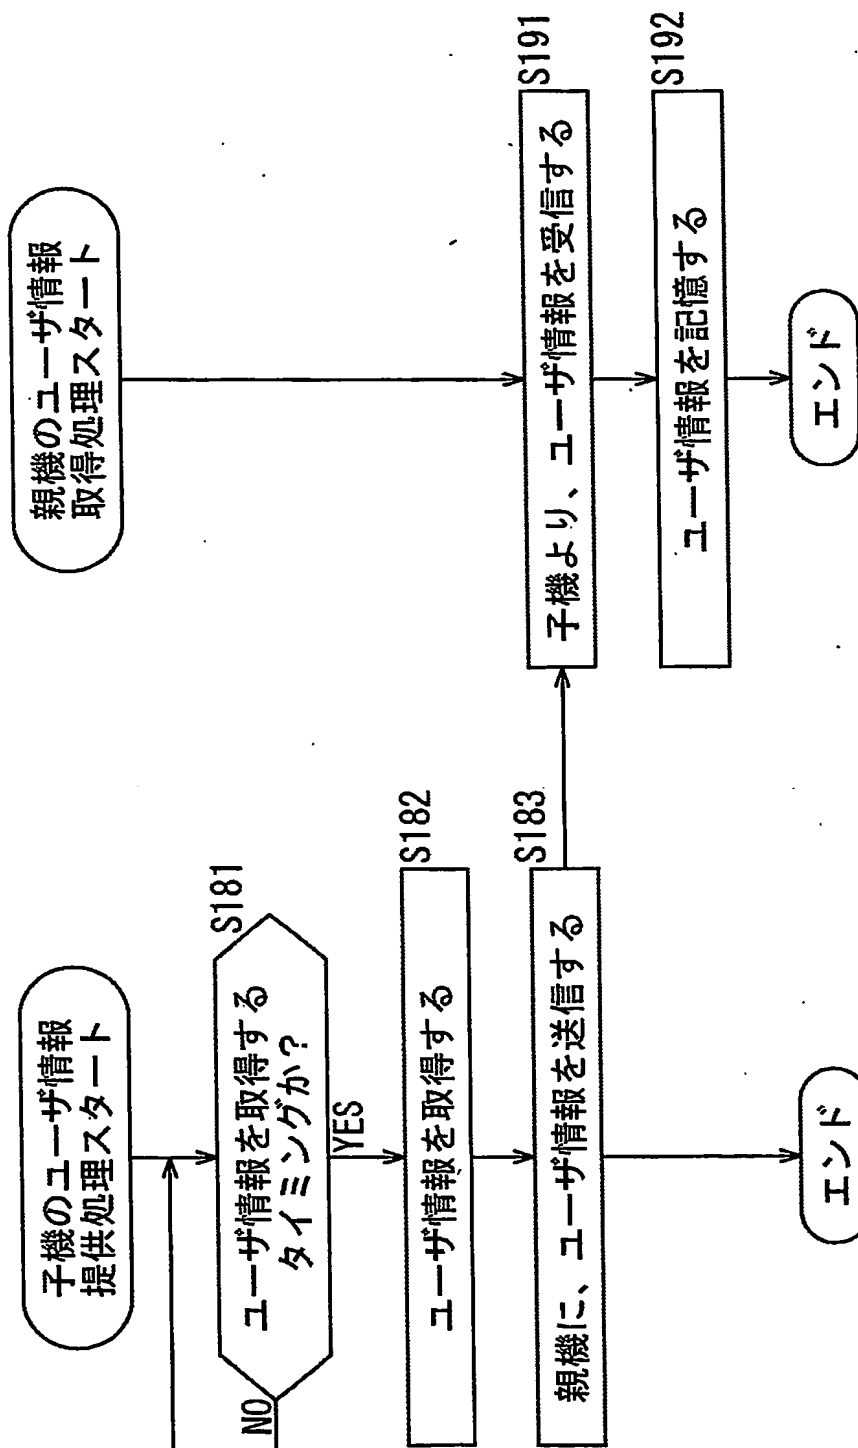 子機のユーザ情報
提供処理スタート
S181
ユーザ情報を取得する
タイミングか？
NO
YES
S182
ユーザ情報を取得する
S183
親機に、ユーザ情報を送信する
エンド
親機のユーザ情報
取得処理スタート
S191
子機より、ユーザ情報を受信する
S192
ユーザ情報を記憶する
エンド